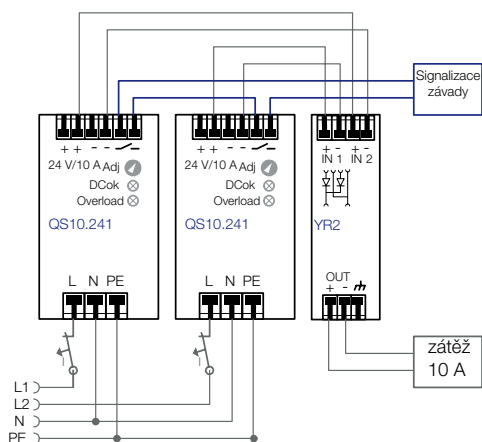 Signalizace
závady
+ + - -
24 V/10 A Adj
DCok
Overload
QS10.241
L N PE
+ + - -
24 V/10 A Adj
DCok
Overload
QS10.241
L N PE
+ - + -
IN 1 IN 2
YR2
OUT
+ -
zátěž
10 A
L1
L2
N
PE